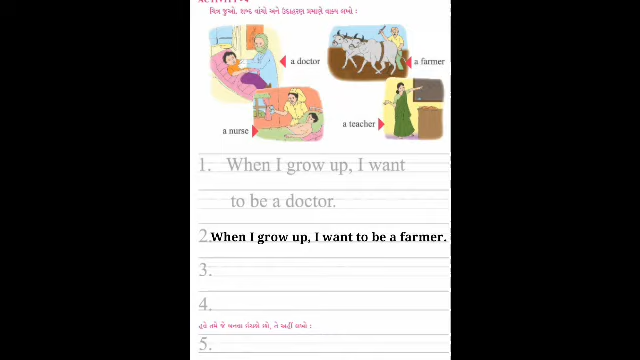 ચિત્ર જુઓ, શબ્દ વાંચો અને ઉદાહરણ પ્રમાણે વાક્ય લખો :
a doctor
a farmer
a nurse
a teacher
1. When I grow up, I want
to be a doctor.
2. When I grow up, I want to be a farmer.
3.
4.
હવે તમે જે બનવા ઇચ્છો છો, તે અહીં લખો :
5.